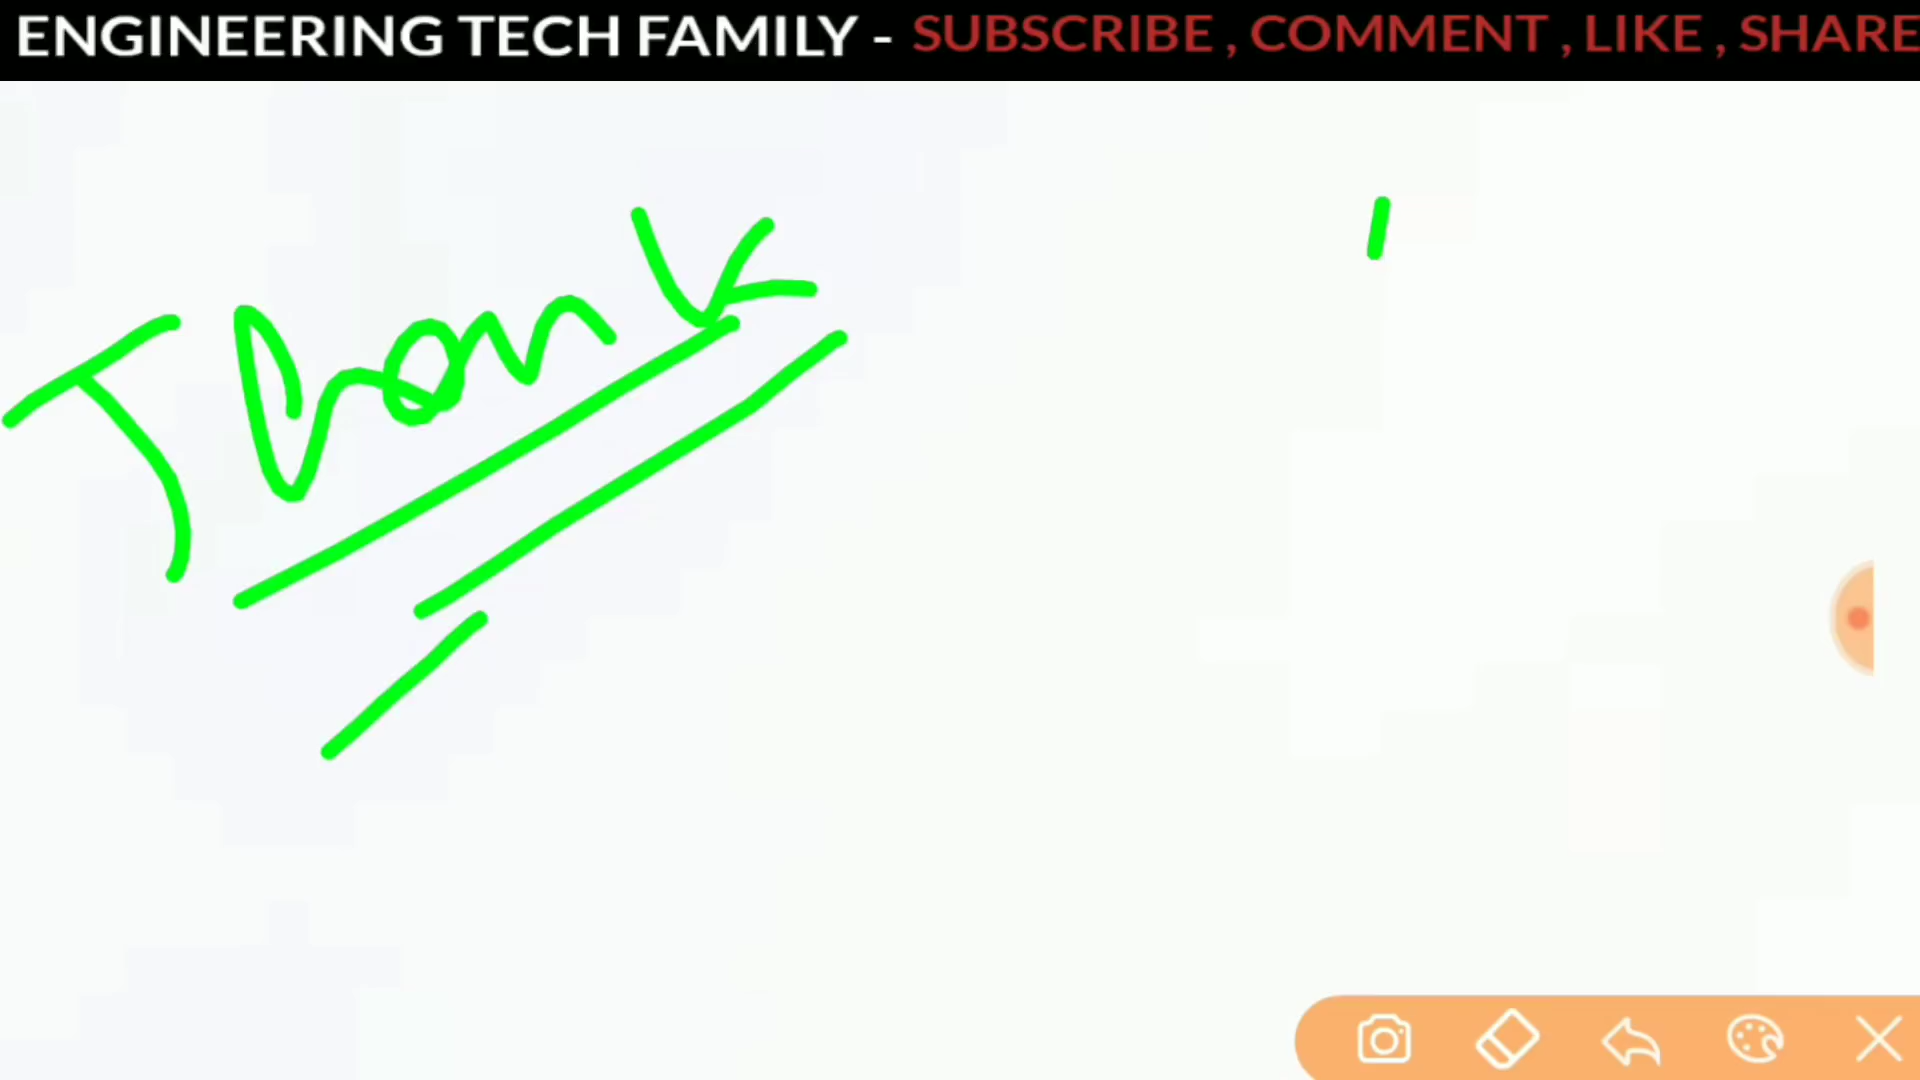 ENGINEERING TECH FAMILY - SUBSCRIBE , COMMENT , LIKE , SHARE
Thank